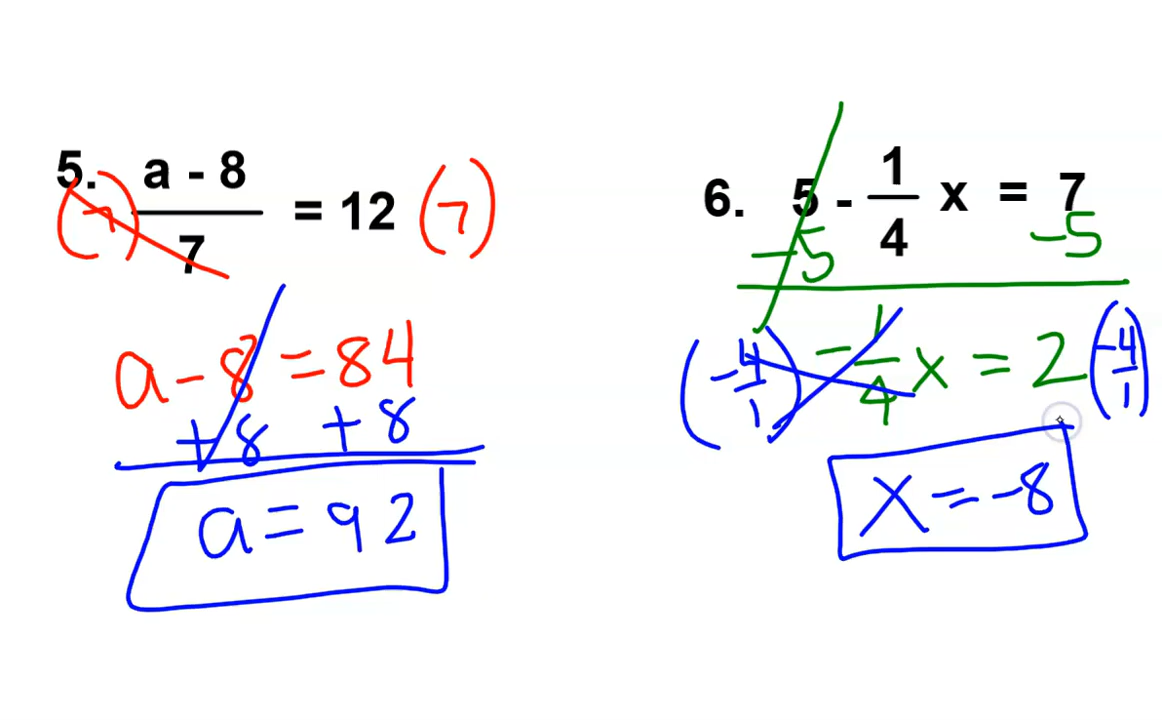 5. a - 8
(7) 7 = 12 (7)
a - 8 = 84
+ 8 + 8
a = 92
6. 5 - 1/4 x = 7
- 5 - 5
(-4/1) - 1/4 x = 2 (-4/1)
x = -8